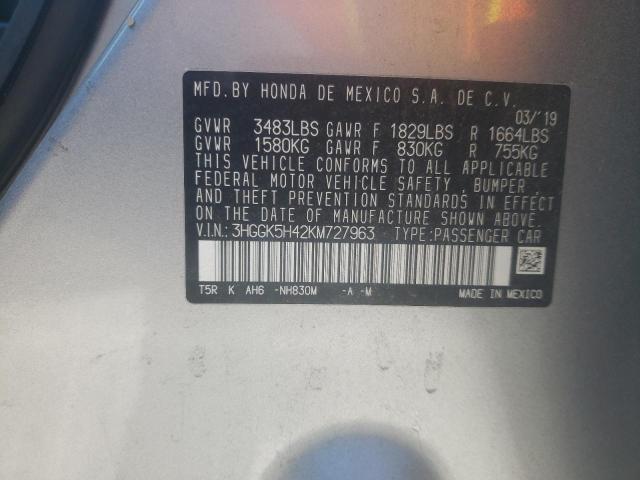 MFD.BY HONDA DE MEXICO S.A. DE C.V.
03/'19
GVWR 3483LBS GAWR F 1829LBS R 1664LBS
GVWR 1580KG GAWR F 830KG R 755KG
THIS VEHICLE CONFORMS TO ALL APPLICABLE
FEDERAL MOTOR VEHICLE SAFETY, BUMPER,
AND THEFT PREVENTION STANDARDS IN EFFECT
ON THE DATE OF MANUFACTURE SHOWN ABOVE.
V.I.N.: 3HGGK5H42KM727963 TYPE:PASSENGER CAR
T5R K AH6 -NH830M -A -M MADE IN MEXICO